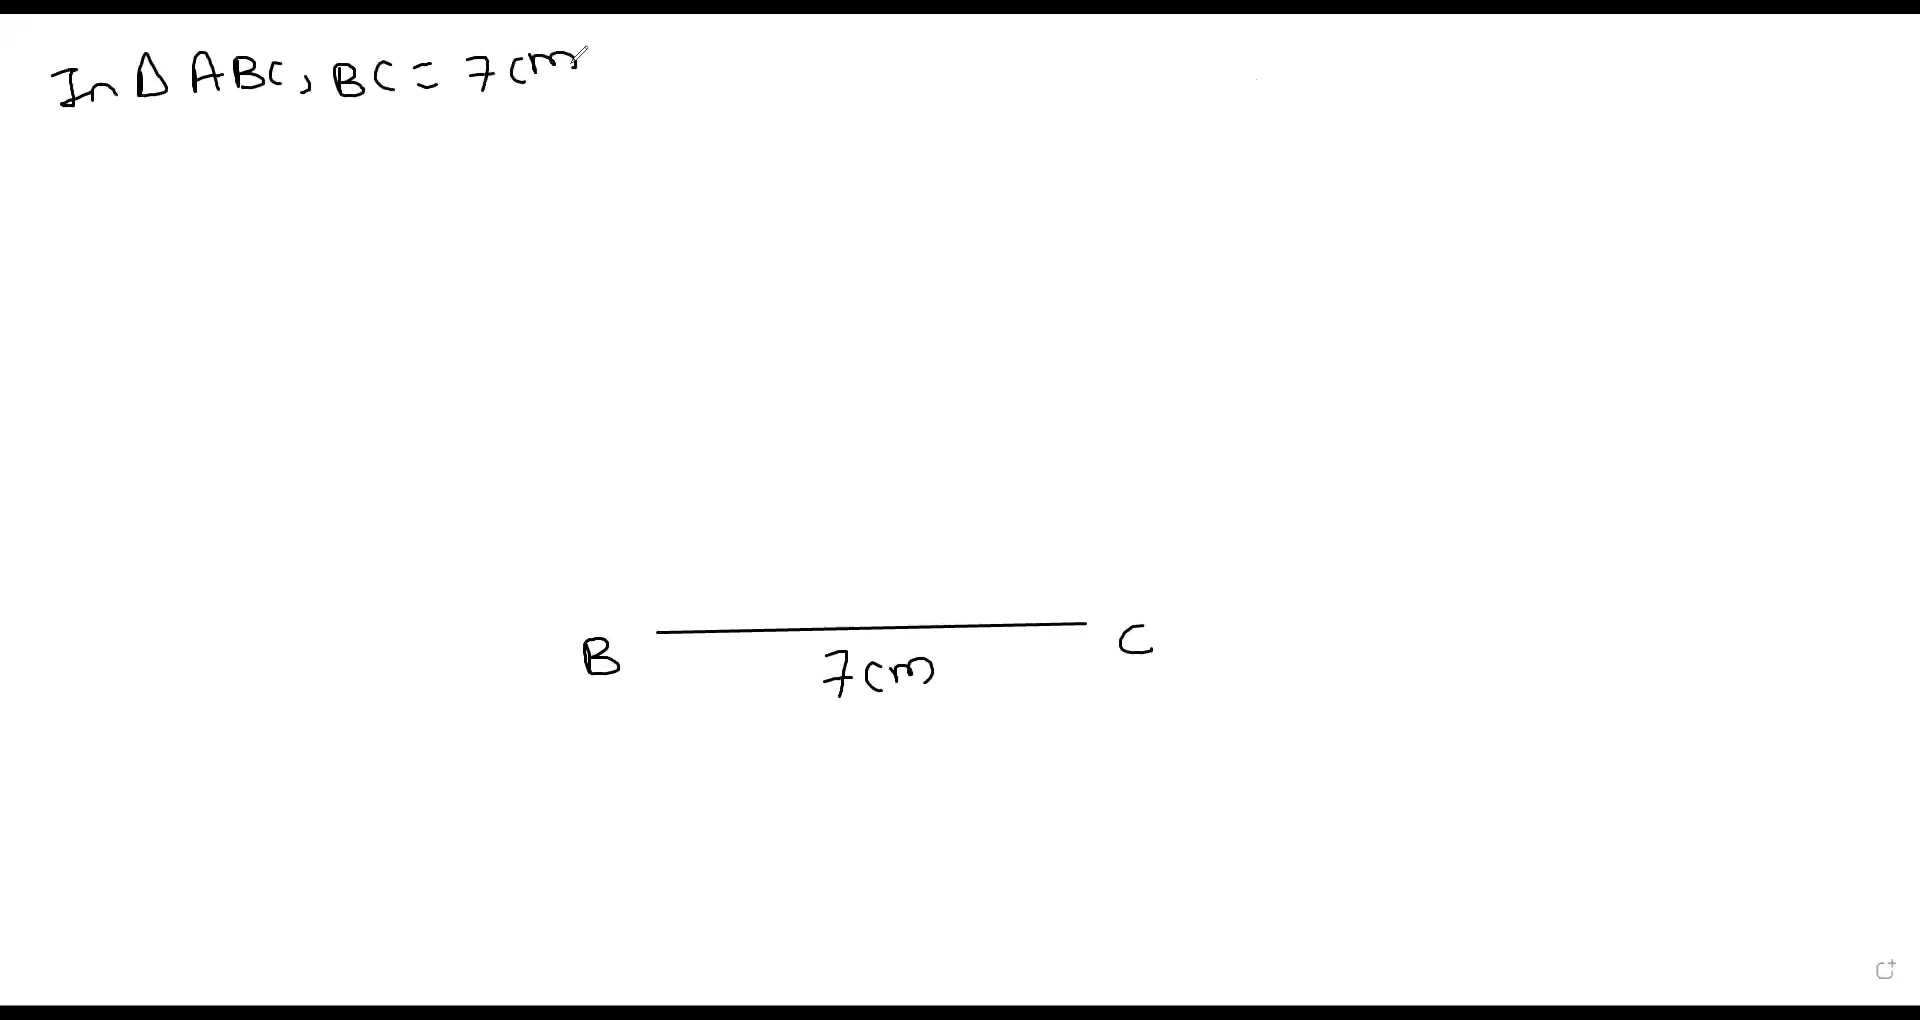 In Δ ABC, BC = 7cm
B C
7cm